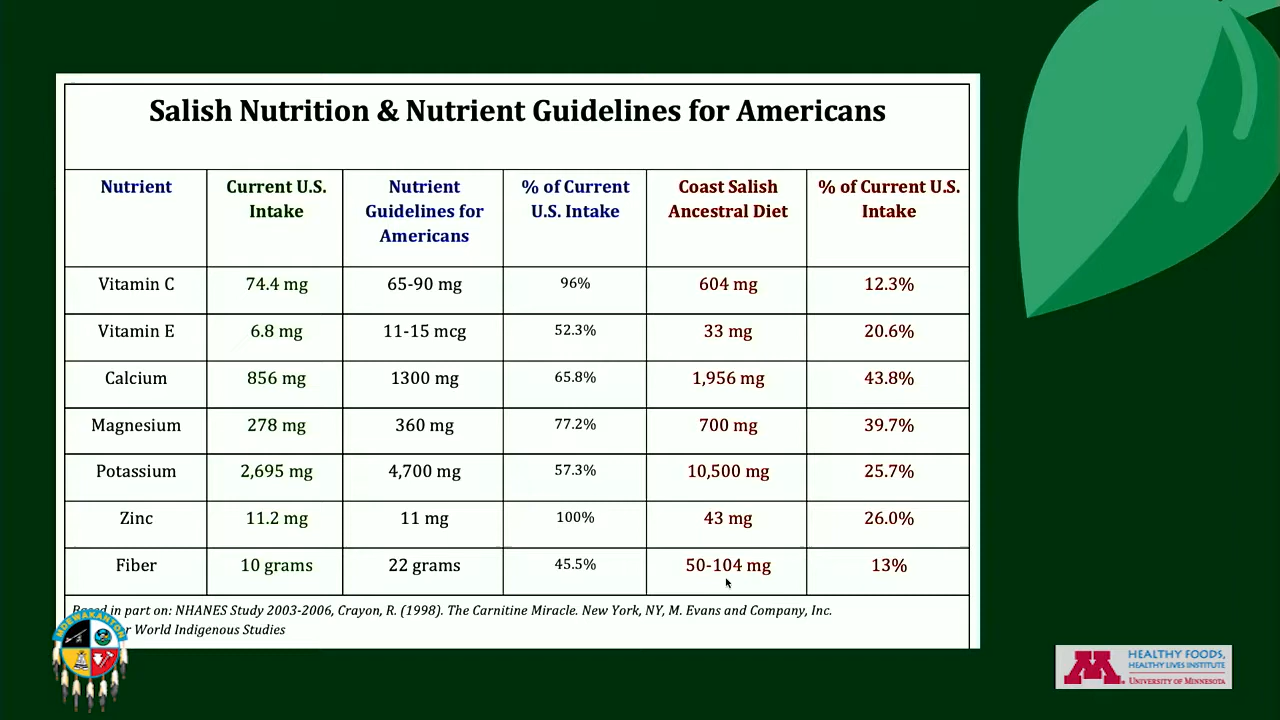 Salish Nutrition & Nutrient Guidelines for Americans
Nutrient Current U.S. Intake Nutrient Guidelines for Americans % of Current U.S. Intake Coast Salish Ancestral Diet % of Current U.S. Intake
Vitamin C 74.4 mg 65-90 mg 96% 604 mg 12.3%
Vitamin E 6.8 mg 11-15 mcg 52.3% 33 mg 20.6%
Calcium 856 mg 1300 mg 65.8% 1,956 mg 43.8%
Magnesium 278 mg 360 mg 77.2% 700 mg 39.7%
Potassium 2,695 mg 4,700 mg 57.3% 10,500 mg 25.7%
Zinc 11.2 mg 11 mg 100% 43 mg 26.0%
Fiber 10 grams 22 grams 45.5% 50-104 mg 13%
Based in part on: NHANES Study 2003-2006, Crayon, R. (1998). The Carnitine Miracle. New York, NY, M. Evans and Company, Inc.
World Indigenous Studies
MDEWAKANTON
M
HEALTHY FOODS,
HEALTHY LIVES INSTITUTE
UNIVERSITY OF MINNESOTA